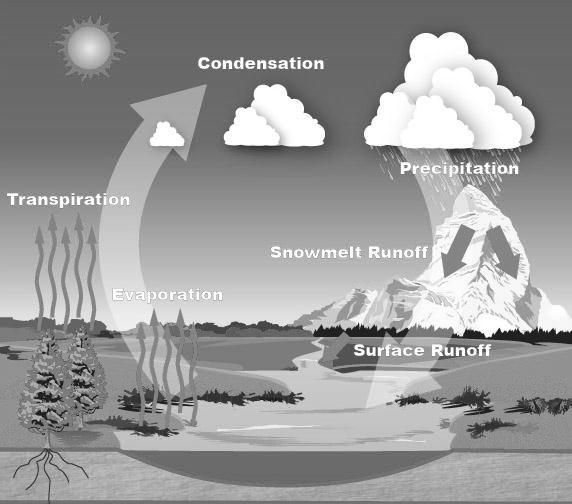 Condensation
Precipitation
Transpiration
Snowmelt Runoff
Evaporation
Surface Runoff